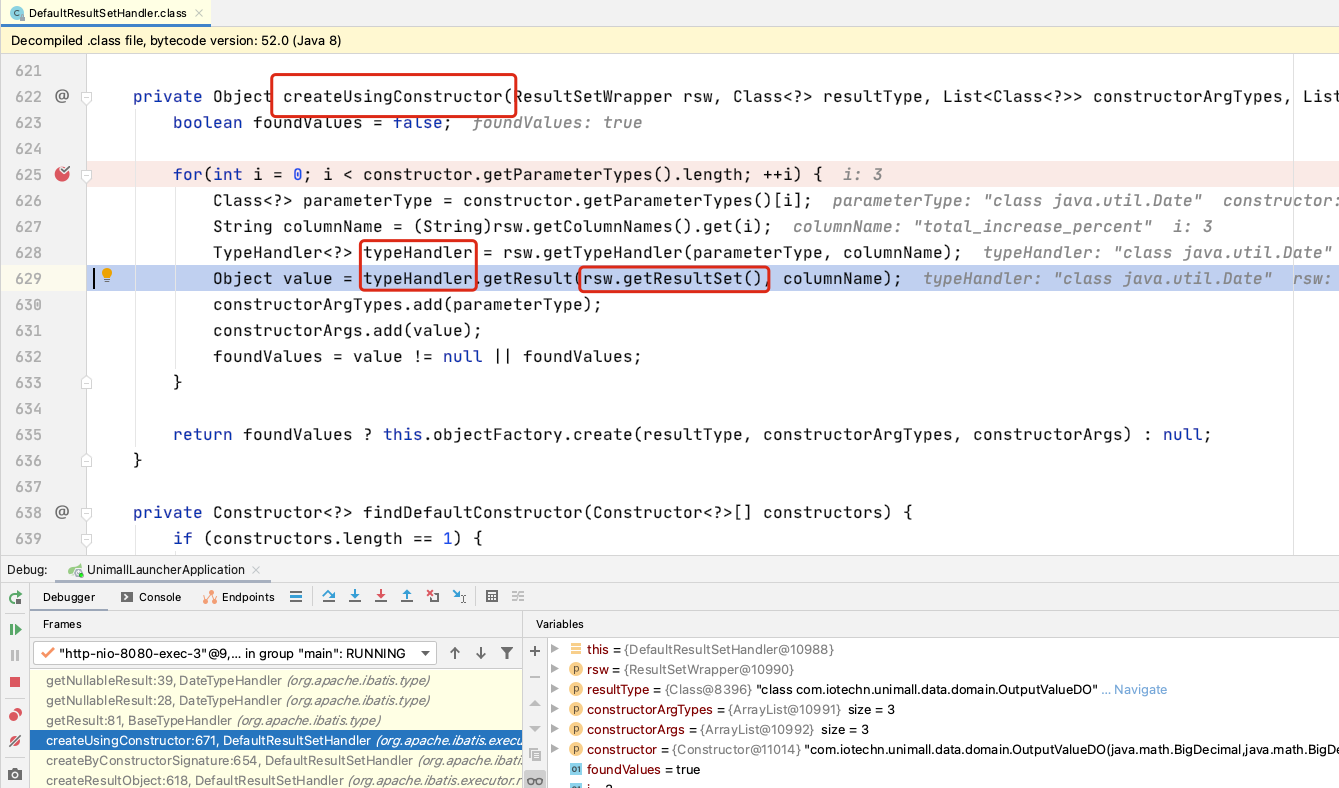 DefaultResultSetHandler.class
Decompiled .class file, bytecode version: 52.0 (Java 8)
621
622 @ private Object createUsingConstructor(ResultSetWrapper rsw, Class<?> resultType, List<Class<?>> constructorArgTypes, List
623 boolean foundValues = false; foundValues: true
624
625 for(int i = 0; i < constructor.getParameterTypes().length; ++i) { i: 3
626 Class<?> parameterType = constructor.getParameterTypes()[i]; parameterType: "class java.util.Date" constructor:
627 String columnName = (String)rsw.getColumnNames().get(i); columnName: "total_increase_percent" i: 3
628 TypeHandler<?> typeHandler = rsw.getTypeHandler(parameterType, columnName); typeHandler: "class java.util.Date"
629 Object value = typeHandler.getResult(rsw.getResultSet(), columnName); typeHandler: "class java.util.Date" rsw:
630 constructorArgTypes.add(parameterType);
631 constructorArgs.add(value);
632 foundValues = value != null || foundValues;
633 }
634
635 return foundValues ? this.objectFactory.create(resultType, constructorArgTypes, constructorArgs) : null;
636 }
637
638 @ private Constructor<?> findDefaultConstructor(Constructor<?>[] constructors) {
639 if (constructors.length == 1) {
Debug: UnimallLauncherApplication
Debugger Console Endpoints
Frames
"http-nio-8080-exec-3"@9,... in group "main": RUNNING
getNullableResult:39, DateTypeHandler (org.apache.ibatis.type)
getNullableResult:28, DateTypeHandler (org.apache.ibatis.type)
getResult:81, BaseTypeHandler (org.apache.ibatis.type)
createUsingConstructor:671, DefaultResultSetHandler (org.apache.ibatis.execu
createByConstructorSignature:654, DefaultResultSetHandler (org.apache.ibati
createResultObject:618, DefaultResultSetHandler (org.apache.ibatis.executor.r
Variables
this = {DefaultResultSetHandler@10988}
rsw = {ResultSetWrapper@10990}
resultType = {Class@8396} "class com.iotechn.unimall.data.domain.OutputValueDO" ... Navigate
constructorArgTypes = {ArrayList@10991} size = 3
constructorArgs = {ArrayList@10992} size = 3
constructor = {Constructor@11014} "com.iotechn.unimall.data.domain.OutputValueDO(java.math.BigDecimal,java.math.BigDe
foundValues = true